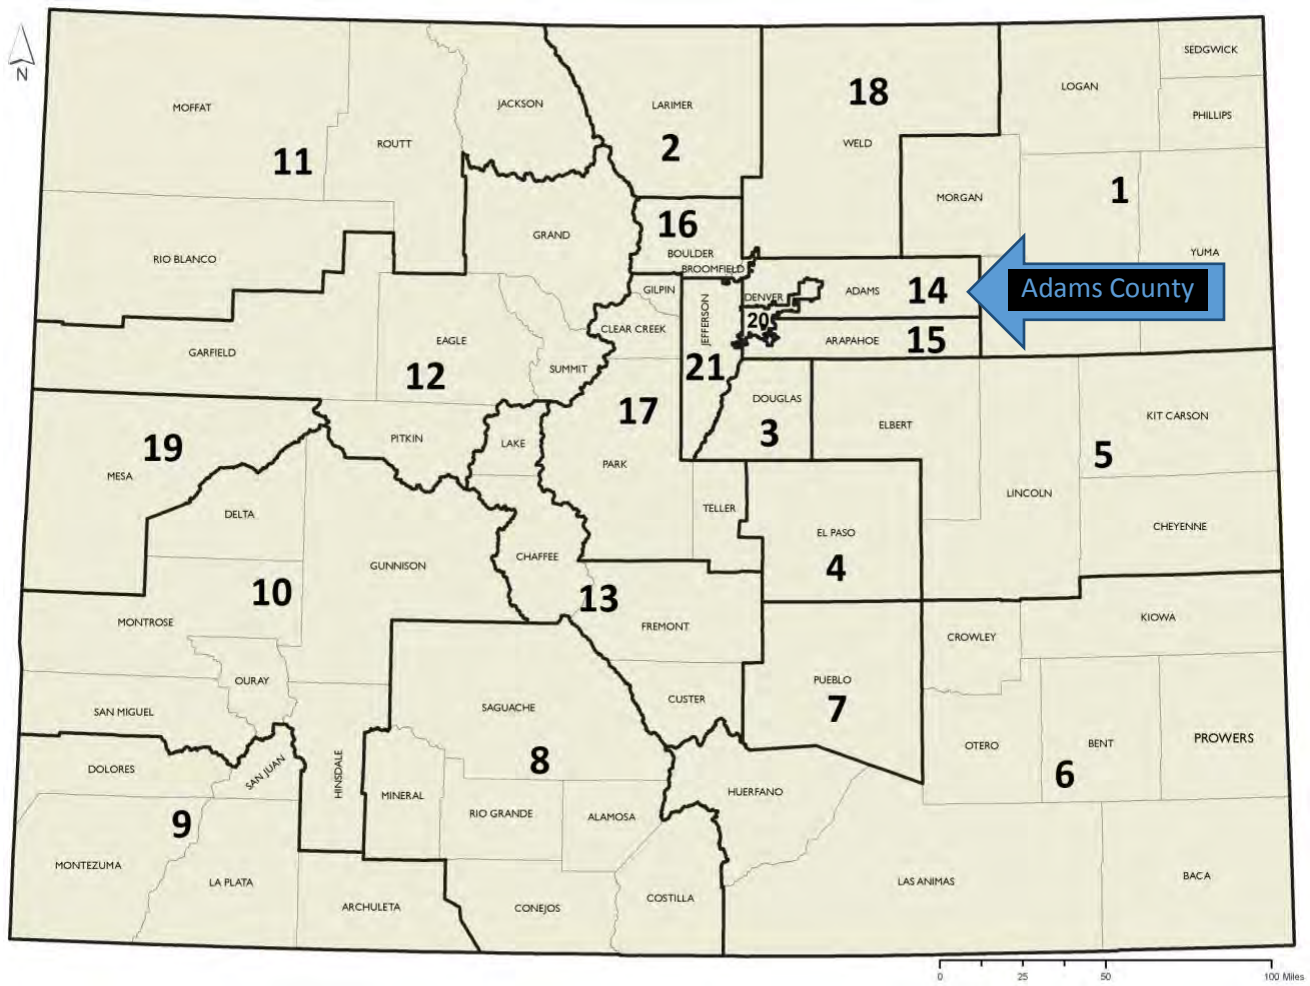 N
SEDGWICK
LOGAN
MOFFAT
JACKSON
LARIMER
18
PHILLIPS
ROUTT
WELD
2
11
1
MORGAN
16
GRAND
BOULDER
YUMA
RIO BLANCO
BROOMFIELD
GILPIN
DENVER
ADAMS
14
Adams County
JEFFERSON
20
CLEAR CREEK
ARAPAHOE
15
EAGLE
GARFIELD
SUMMIT
21
12
DOUGLAS
17
KIT CARSON
ELBERT
3
PITKIN
LAKE
19
5
PARK
MESA
LINCOLN
TELLER
DELTA
CHEYENNE
EL PASO
CHAFFEE
GUNNISON
4
10
13
MONTROSE
FREMONT
KIOWA
CROWLEY
OURAY
PUEBLO
CUSTER
7
SAN MIGUEL
SAGUACHE
PROWERS
OTERO
BENT
8
DOLORES
SAN JUAN
HINSDALE
6
MINERAL
HUERFANO
RIO GRANDE
ALAMOSA
9
MONTEZUMA
LA PLATA
LAS ANIMAS
BACA
COSTILLA
ARCHULETA
CONEJOS
0
25
50
100 Miles